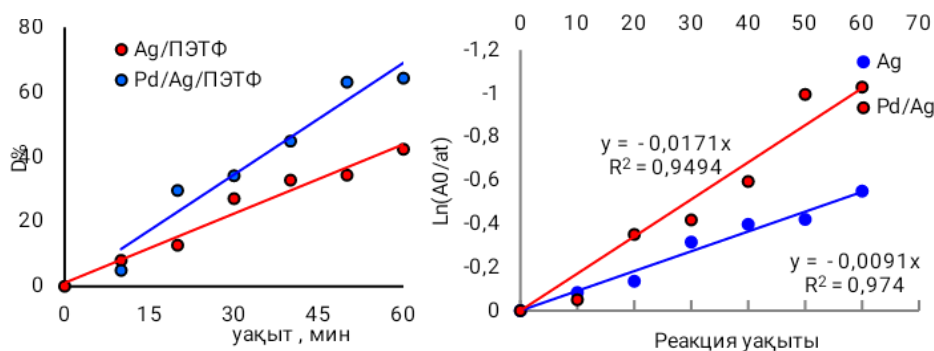 80
60
40
20
0
D%
Ag/ПЭТФ
Pd/Ag/ПЭТФ
0 15 30 45 60
уақыт , мин
0 10 20 30 40 50 60 70
-1,2
-1
-0,8
-0,6
-0,4
-0,2
0
Ln(A0/at)
Ag
Pd/Ag
y = - 0,0171x
R² = 0,9494
y = - 0,0091x
R² = 0,974
Реакция уақыты